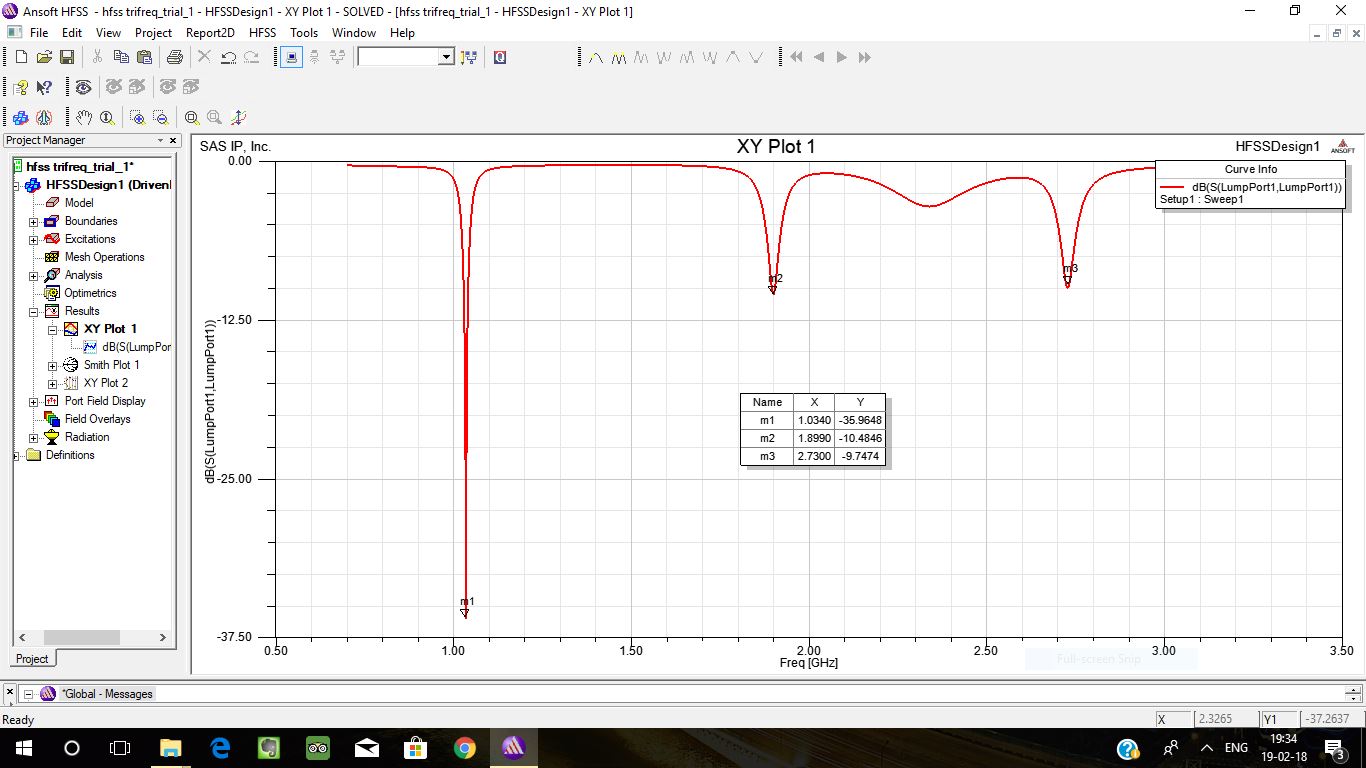 Ansoft HFSS - hfss trifreq_trial_1 - HFSSDesign1 - XY Plot 1 - SOLVED - [hfss trifreq_trial_1 - HFSSDesign1 - XY Plot 1]
File Edit View Project Report2D HFSS Tools Window Help
Project Manager
hfss trifreq_trial_1*
HFSSDesign1 (Drivenl
Model
Boundaries
Excitations
Mesh Operations
Analysis
Optimetrics
Results
XY Plot 1
dB(S(LumpPor
Smith Plot 1
XY Plot 2
Port Field Display
Field Overlays
Radiation
Definitions
Project
SAS IP, Inc.
XY Plot 1
HFSSDesign1
ANSOFT
Curve Info
dB(S(LumpPort1,LumpPort1))
Setup1 : Sweep1
0.00
-12.50
-25.00
-37.50
dB(S(LumpPort1,LumpPort1))
m1
m2
m3
Name X Y
m1 1.0340 -35.9648
m2 1.8990 -10.4846
m3 2.7300 -9.7474
0.50 1.00 1.50 2.00 2.50 3.00 3.50
Freq [GHz]
Full-screen Snip
*Global - Messages
Ready
X 2.3265 Y1 -37.2637
ENG
19:34
19-02-18
3